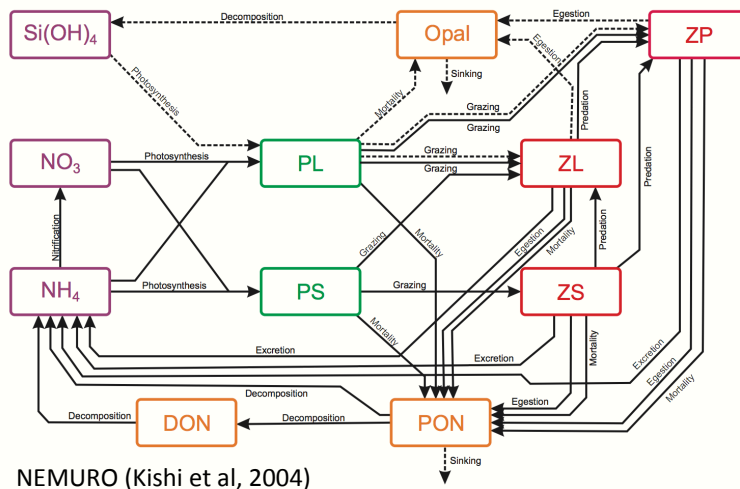 Decomposition
Egestion
Si(OH)4
Opal
ZP
Photosynthesis
Mortality
Sinking
Egestion
Grazing
Grazing
Predation
Predation
NO3
Photosynthesis
PL
Grazing
Grazing
ZL
Nitrification
Grazing
Mortality
Egestion
Mortality
Predation
NH4
Photosynthesis
PS
Grazing
ZS
Mortality
Mortality
Excretion
Excretion
Excretion
Egestion
Mortality
Decomposition
Egestion
Decomposition
DON
Decomposition
PON
Sinking
NEMURO (Kishi et al, 2004)